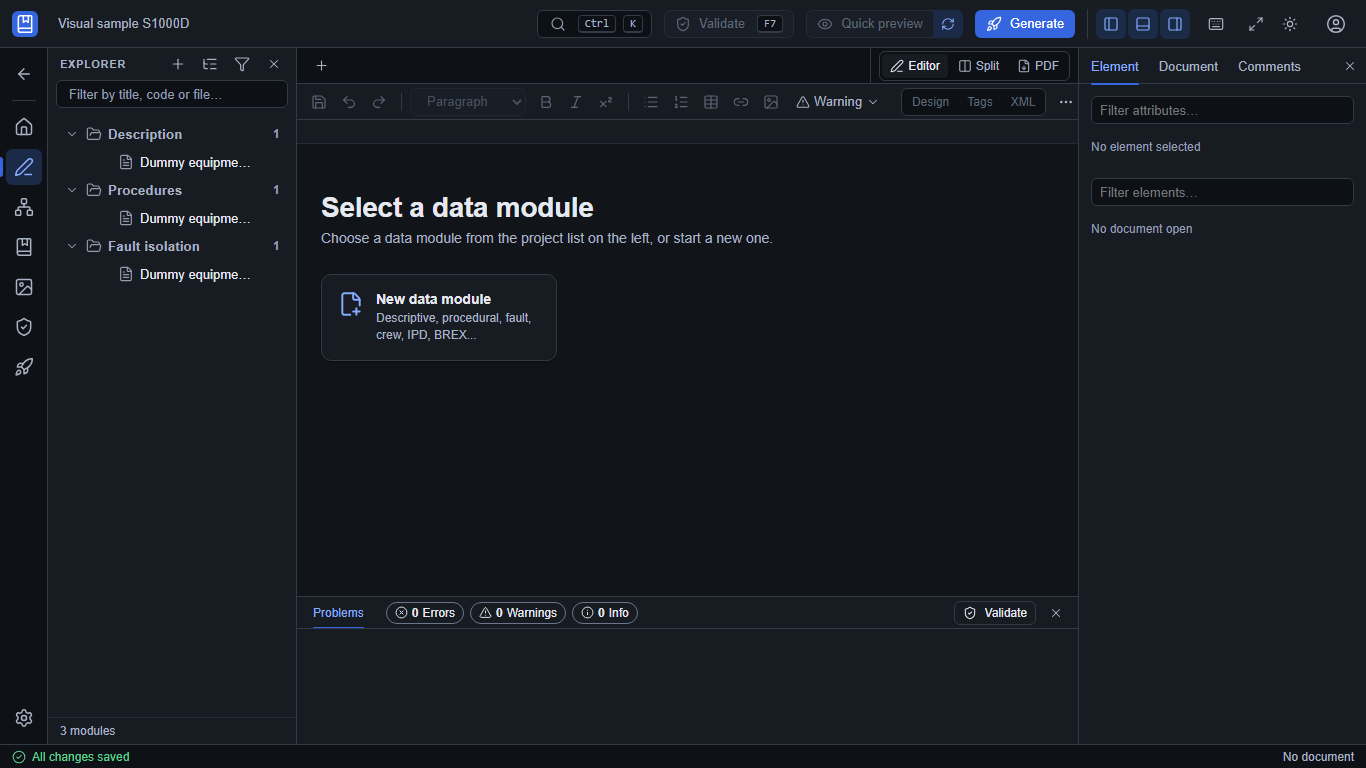 Visual sample S1000D
Ctrl K
Validate F7
Quick preview
Generate
EXPLORER
Filter by title, code or file…
Description 1
Dummy equipme…
Procedures 1
Dummy equipme…
Fault isolation 1
Dummy equipme…
3 modules
Editor Split PDF
Paragraph
Warning
Design Tags XML
Select a data module
Choose a data module from the project list on the left, or start a new one.
New data module
Descriptive, procedural, fault,
crew, IPD, BREX...
Problems
0 Errors
0 Warnings
0 Info
Validate
Element Document Comments
Filter attributes…
No element selected
Filter elements…
No document open
All changes saved
No document